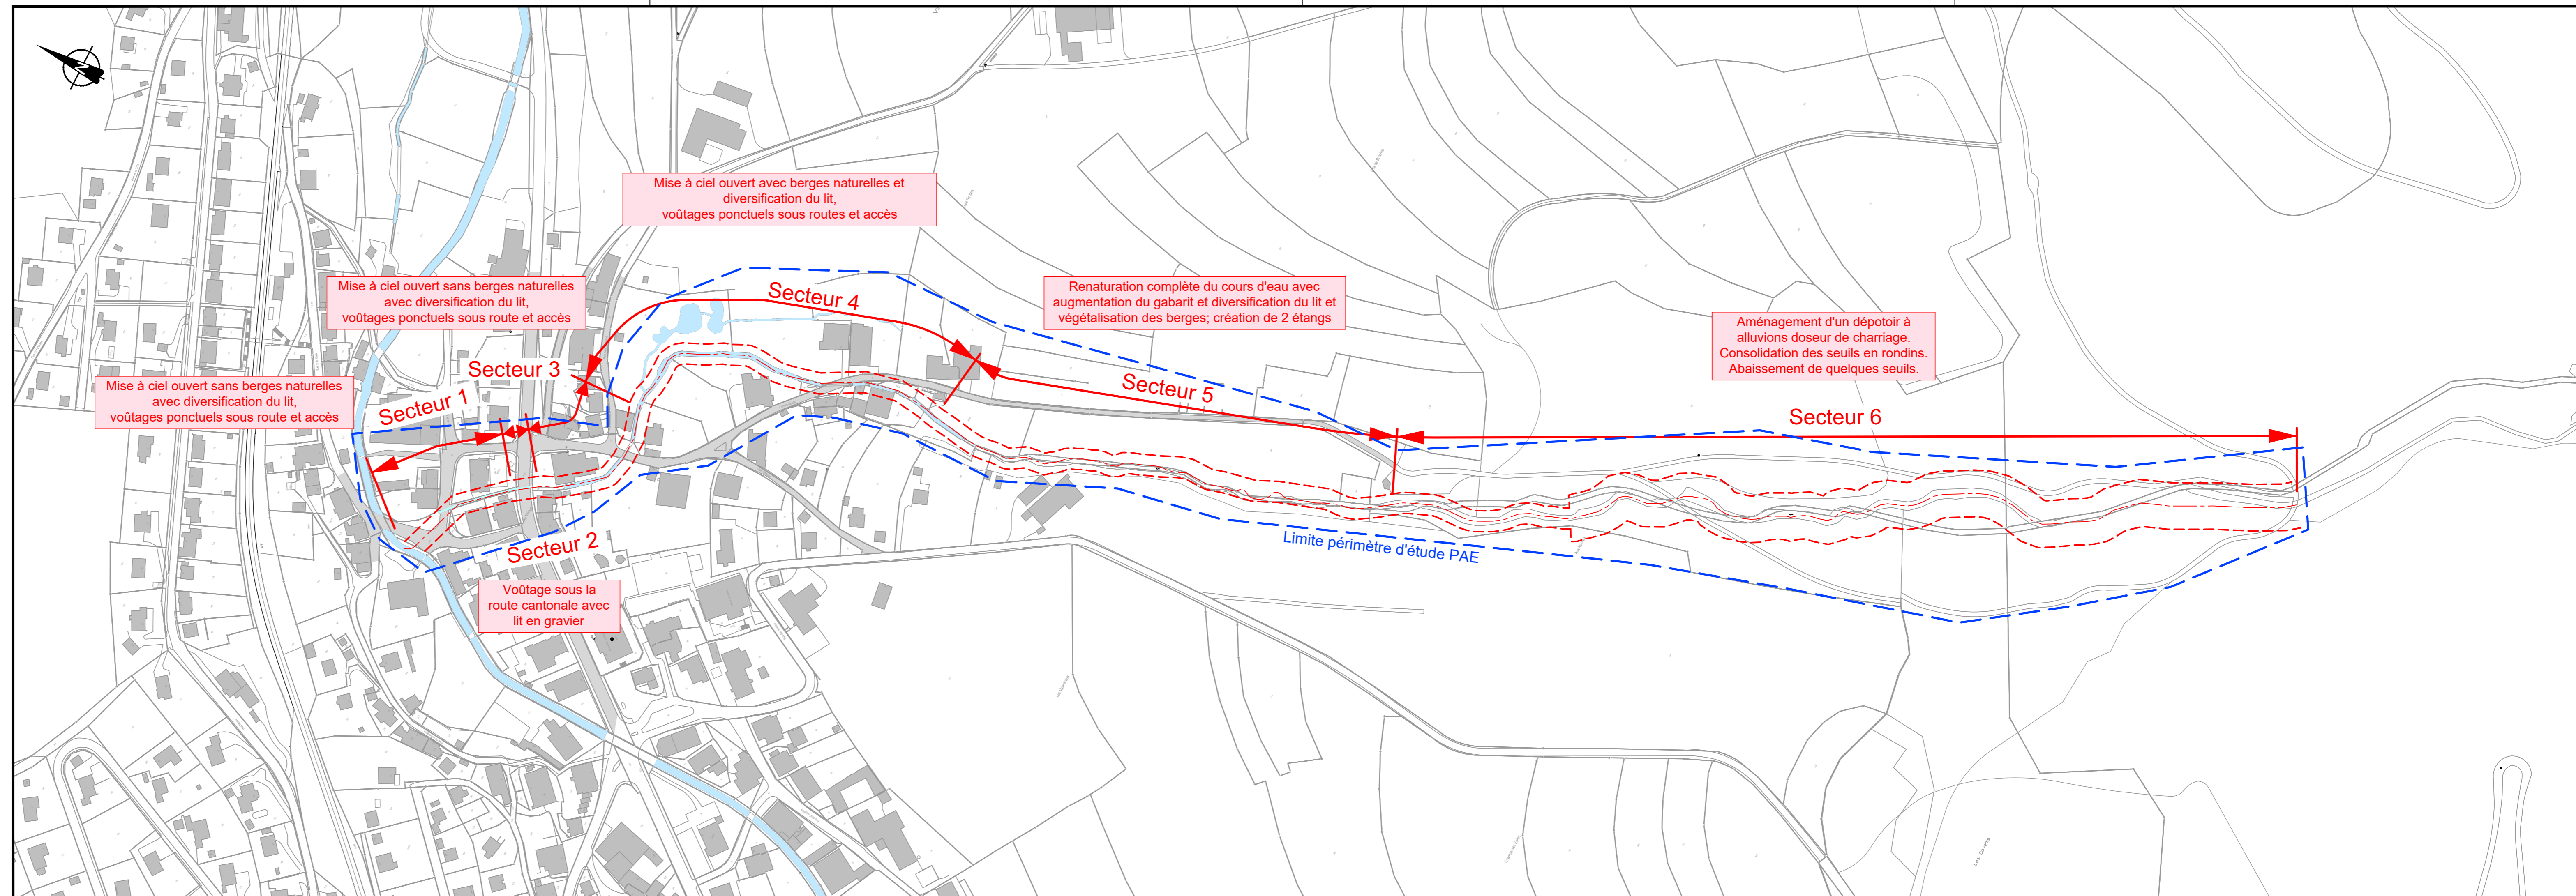 Mise à ciel ouvert avec berges naturelles et
diversification du lit,
voûtages ponctuels sous routes et accès
Mise à ciel ouvert sans berges naturelles
avec diversification du lit,
voûtages ponctuels sous route et accès
Secteur 4
Renaturation complète du cours d'eau avec
augmentation du gabarit et diversification du lit et
végétalisation des berges; création de 2 étangs
Aménagement d'un dépotoir à
alluvions doseur de charriage.
Consolidation des seuils en rondins.
Abaissement de quelques seuils.
Secteur 3
Mise à ciel ouvert sans berges naturelles
avec diversification du lit,
voûtages ponctuels sous route et accès
Secteur 1
Secteur 5
Secteur 6
Secteur 2
Limite périmètre d'étude PAE
Voûtage sous la
route cantonale avec
lit en gravier